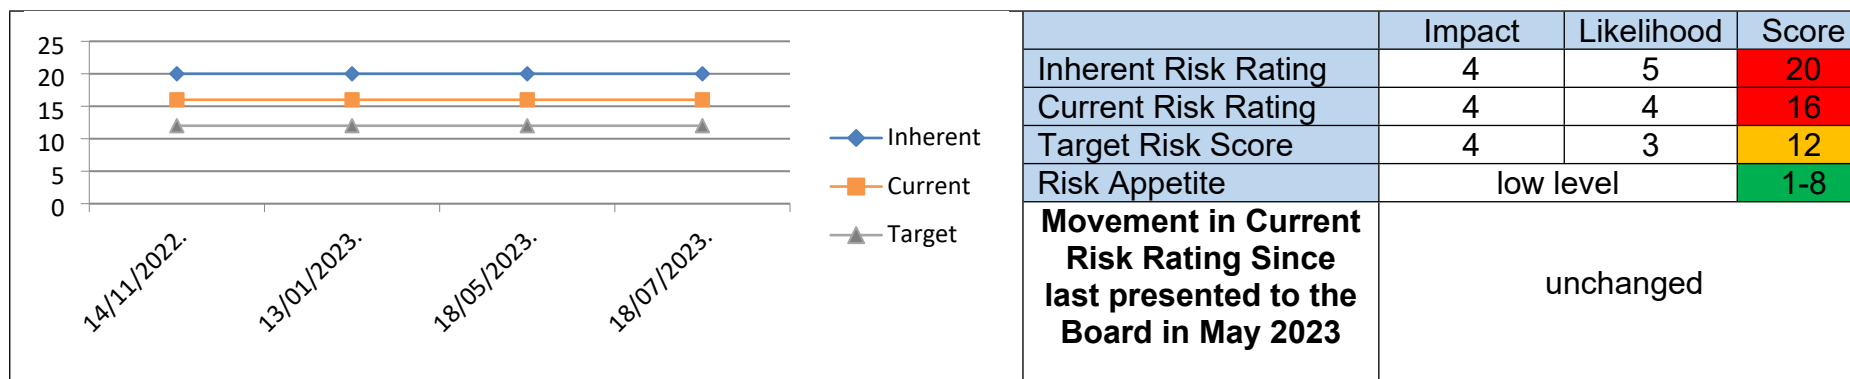 25
20
15
10
5
0
14/11/2022.
13/01/2023.
18/05/2023.
18/07/2023.
Inherent
Current
Target
Impact Likelihood Score
Inherent Risk Rating 4 5 20
Current Risk Rating 4 4 16
Target Risk Score 4 3 12
Risk Appetite low level 1-8
Movement in Current
Risk Rating Since
last presented to the
Board in May 2023
unchanged